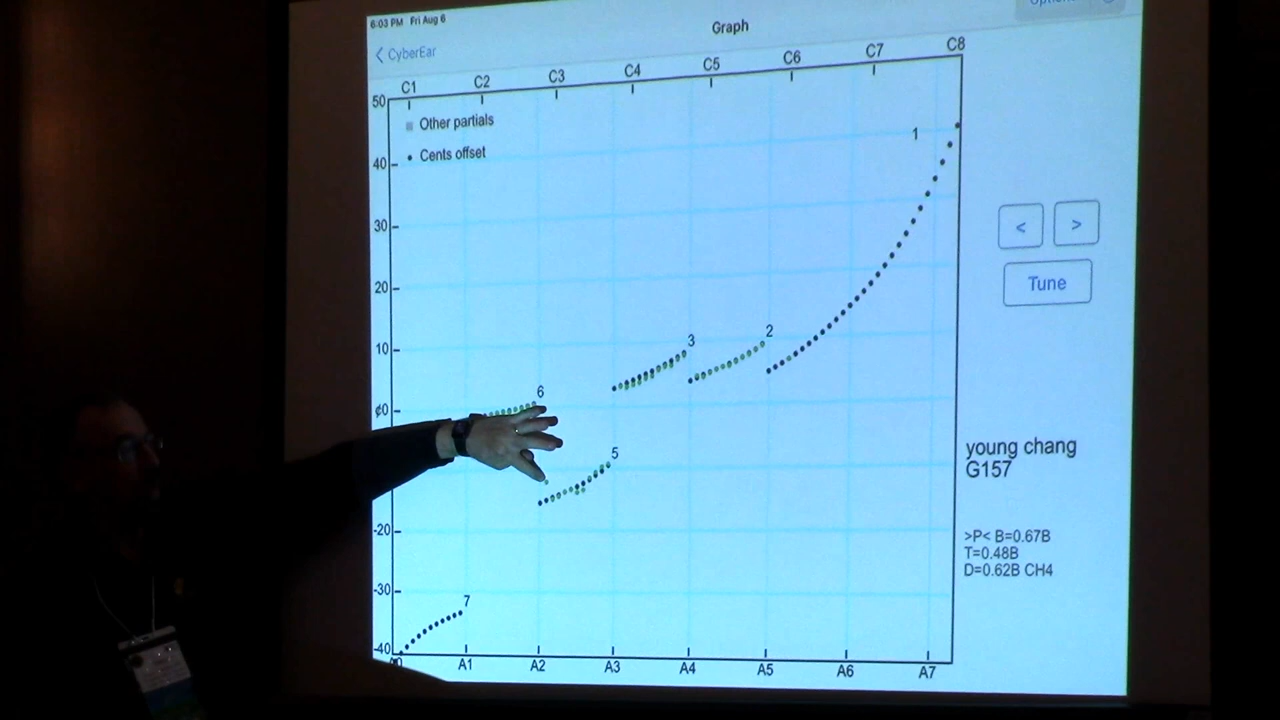 6:03 PM Fri Aug 6
< CyberEar
Graph
C1 C2 C3 C4 C5 C6 C7 C8
50
Other partials
Cents offset
1
40
30
20
10
¢0
-20
-30
-40
3
2
6
5
7
A1 A2 A3 A4 A5 A6 A7
<
>
Tune
young chang
G157
>P< B=0.67B
T=0.48B
D=0.62B CH4